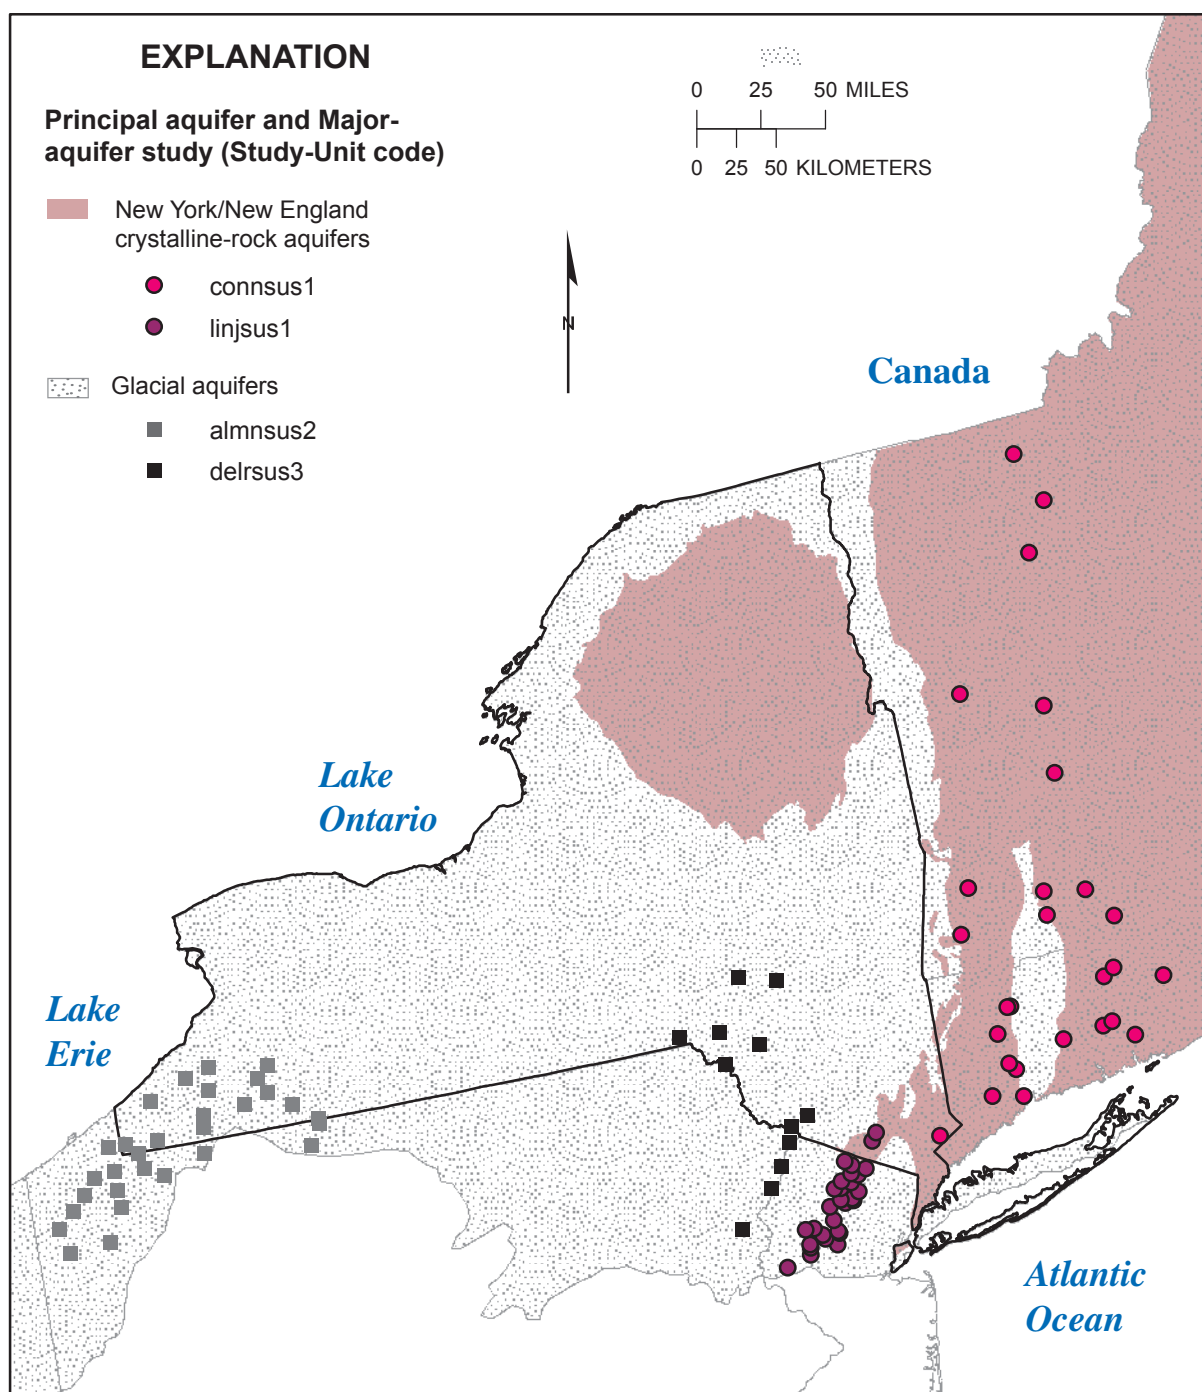 EXPLANATION
Principal aquifer and Major-
aquifer study (Study-Unit code)
New York/New England
crystalline-rock aquifers
connsus1
linjsus1
Glacial aquifers
almnsus2
delrsus3
0 25 50 MILES
0 25 50 KILOMETERS
N
Canada
Lake
Ontario
Lake
Erie
Atlantic
Ocean